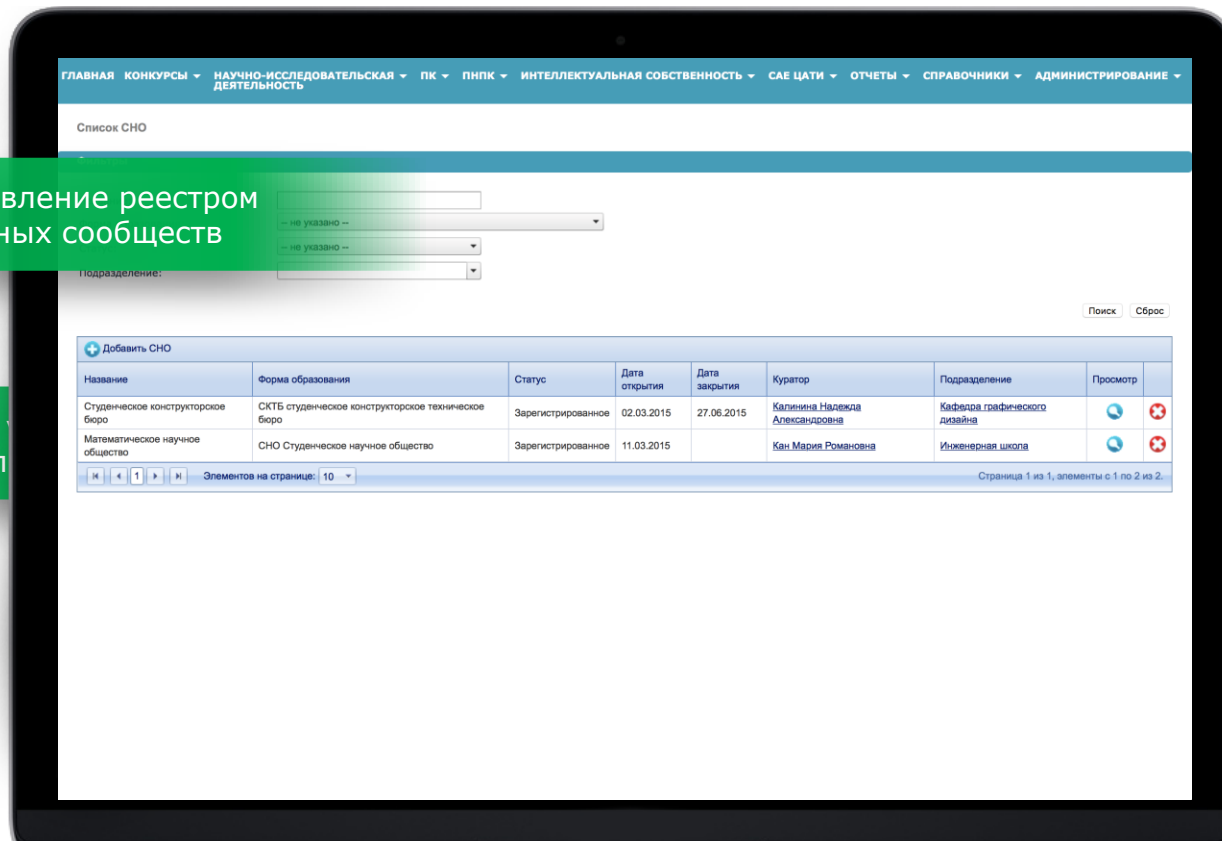 ГЛАВНАЯ КОНКУРСЫ НАУЧНО-ИССЛЕДОВАТЕЛЬСКАЯ ПК ПНПК ИНТЕЛЛЕКТУАЛЬНАЯ СОБСТВЕННОСТЬ САЕ ЦАТИ ОТЧЕТЫ СПРАВОЧНИКИ АДМИНИСТРИРОВАНИЕ
ДЕЯТЕЛЬНОСТЬ
Список СНО
вление реестром
ных сообществ
-- не указано --
-- не указано --
Подразделение:
Поиск Сброс
Добавить СНО
Название Форма образования Статус Дата открытия Дата закрытия Куратор Подразделение Просмотр
Студенческое конструкторское СКТБ студенческое конструкторское техническое Зарегистрированное 02.03.2015 27.06.2015 Калинина Надежда Кафедра графического
бюро бюро Александровна дизайна
Математическое научное СНО Студенческое научное общество Зарегистрированное 11.03.2015 Кан Мария Романовна Инженерная школа
общество
1 Элементов на странице: 10 Страница 1 из 1, элементы с 1 по 2 из 2.